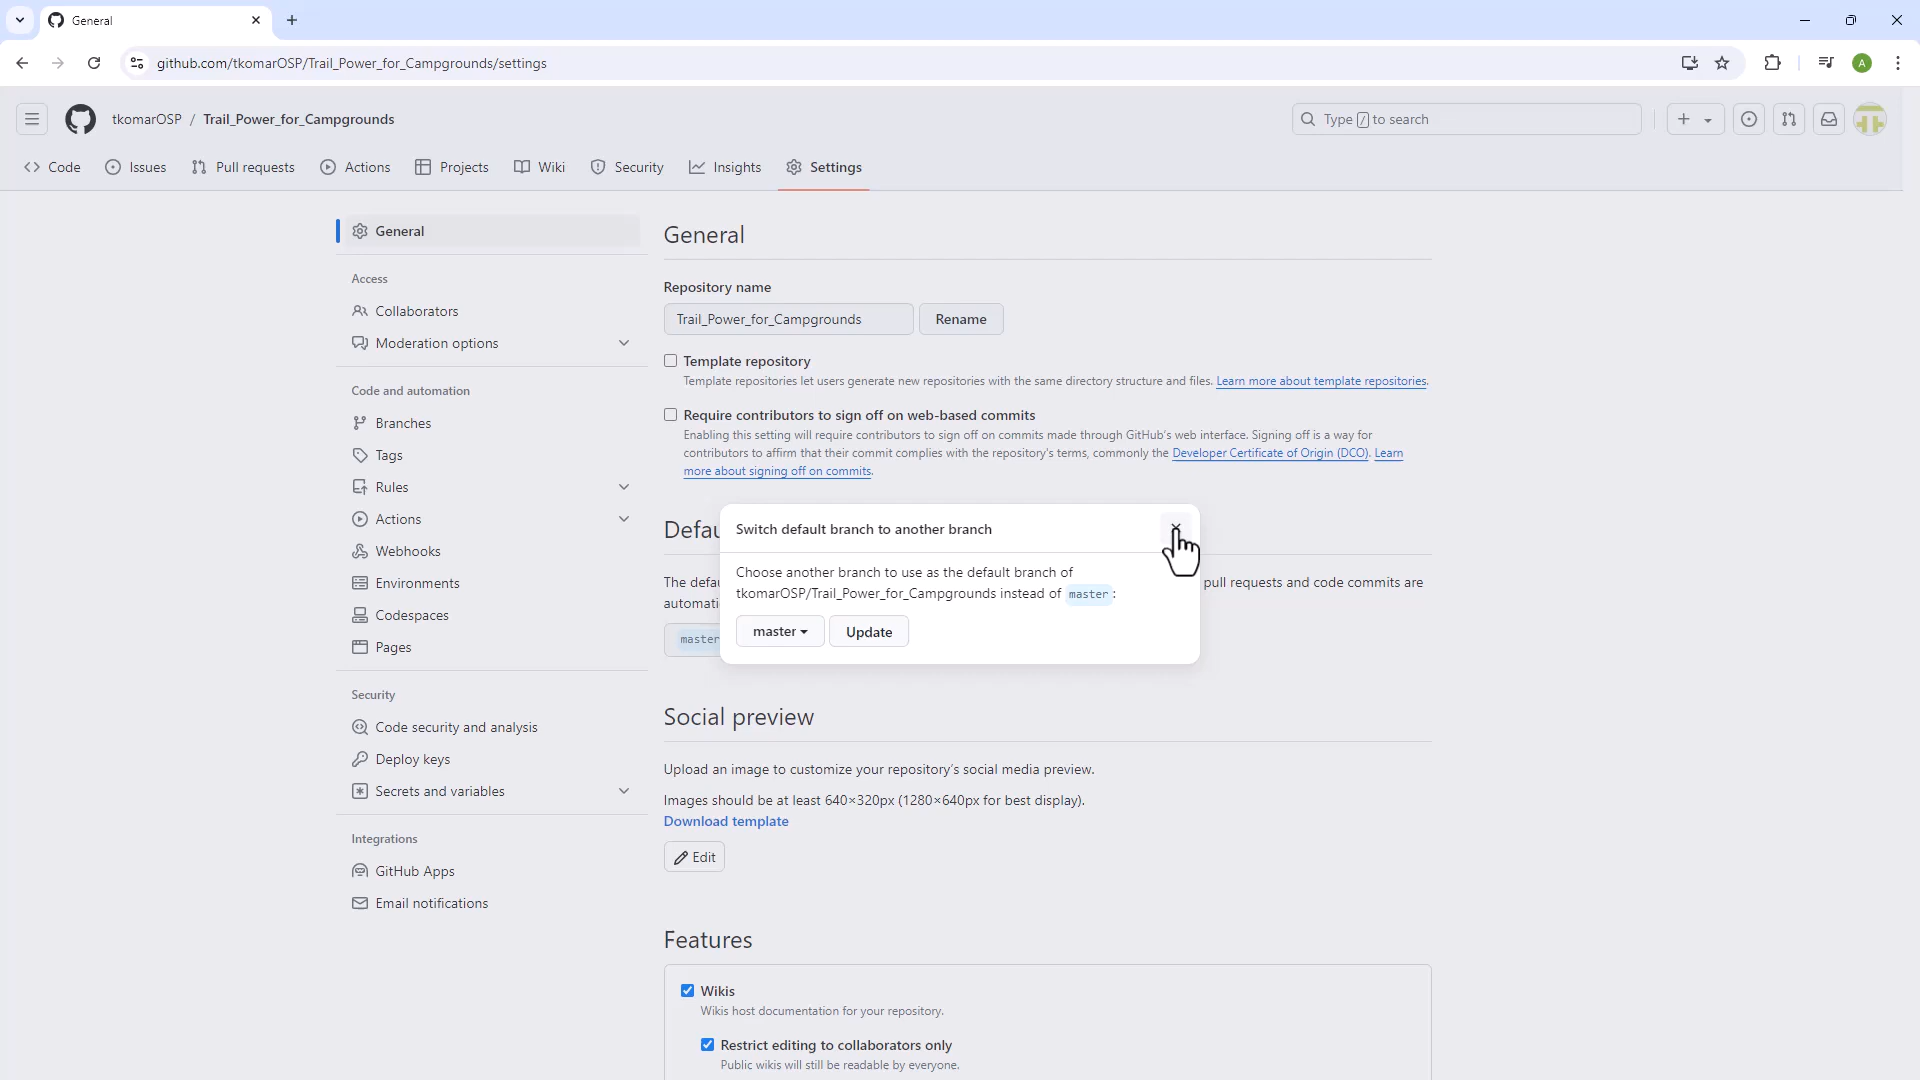 General
github.com/tkomarOSP/Trail_Power_for_Campgrounds/settings
A
tkomarOSP / Trail_Power_for_Campgrounds
Type / to search
Code
Issues
Pull requests
Actions
Projects
Wiki
Security
Insights
Settings
General
Access
Collaborators
Moderation options
Code and automation
Branches
Tags
Rules
Actions
Webhooks
Environments
Codespaces
Pages
Security
Code security and analysis
Deploy keys
Secrets and variables
Integrations
GitHub Apps
Email notifications
General
Repository name
Trail_Power_for_Campgrounds
Rename
Template repository
Template repositories let users generate new repositories with the same directory structure and files. Learn more about template repositories.
Require contributors to sign off on web-based commits
Enabling this setting will require contributors to sign off on commits made through GitHub's web interface. Signing off is a way for
contributors to affirm that their commit complies with the repository's terms, commonly the Developer Certificate of Origin (DCO). Learn
more about signing off on commits.
Defau
The defau
pull requests and code commits are
automati
master
Switch default branch to another branch
Choose another branch to use as the default branch of
tkomarOSP/Trail_Power_for_Campgrounds instead of master :
master
Update
Social preview
Upload an image to customize your repository's social media preview.
Images should be at least 640×320px (1280×640px for best display).
Download template
Edit
Features
Wikis
Wikis host documentation for your repository.
Restrict editing to collaborators only
Public wikis will still be readable by everyone.